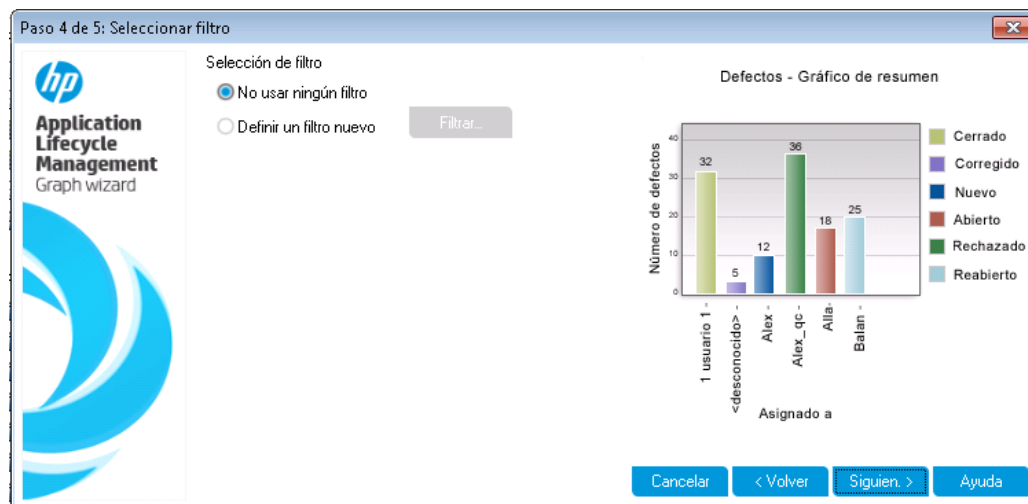 Paso 4 de 5: Seleccionar filtro
hp
Application
Lifecycle
Management
Graph wizard
Selección de filtro
No usar ningún filtro
Definir un filtro nuevo
Filtrar...
Defectos - Gráfico de resumen
Número de defectos
40
30
20
10
0
32
5
12
36
18
25
1 usuario 1 -
<desconocido> -
Alex -
Alex_qc -
Alla-
Balan -
Asignado a
Cerrado
Corregido
Nuevo
Abierto
Rechazado
Reabierto
Cancelar
< Volver
Siguien. >
Ayuda